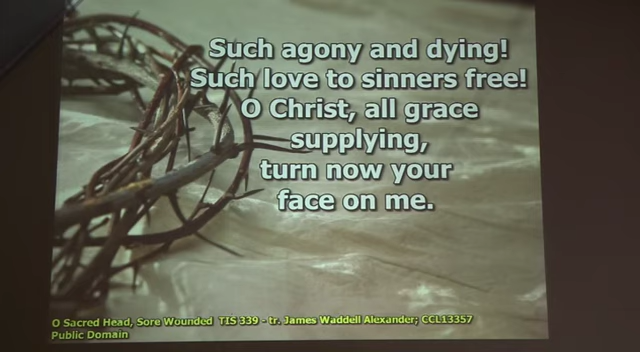 Such agony and dying!
Such love to sinners free!
O Christ, all grace
supplying,
turn now your
face on me.
O Sacred Head, Sore Wounded TIS 339 - tr. James Waddell Alexander; CCL13357
Public Domain